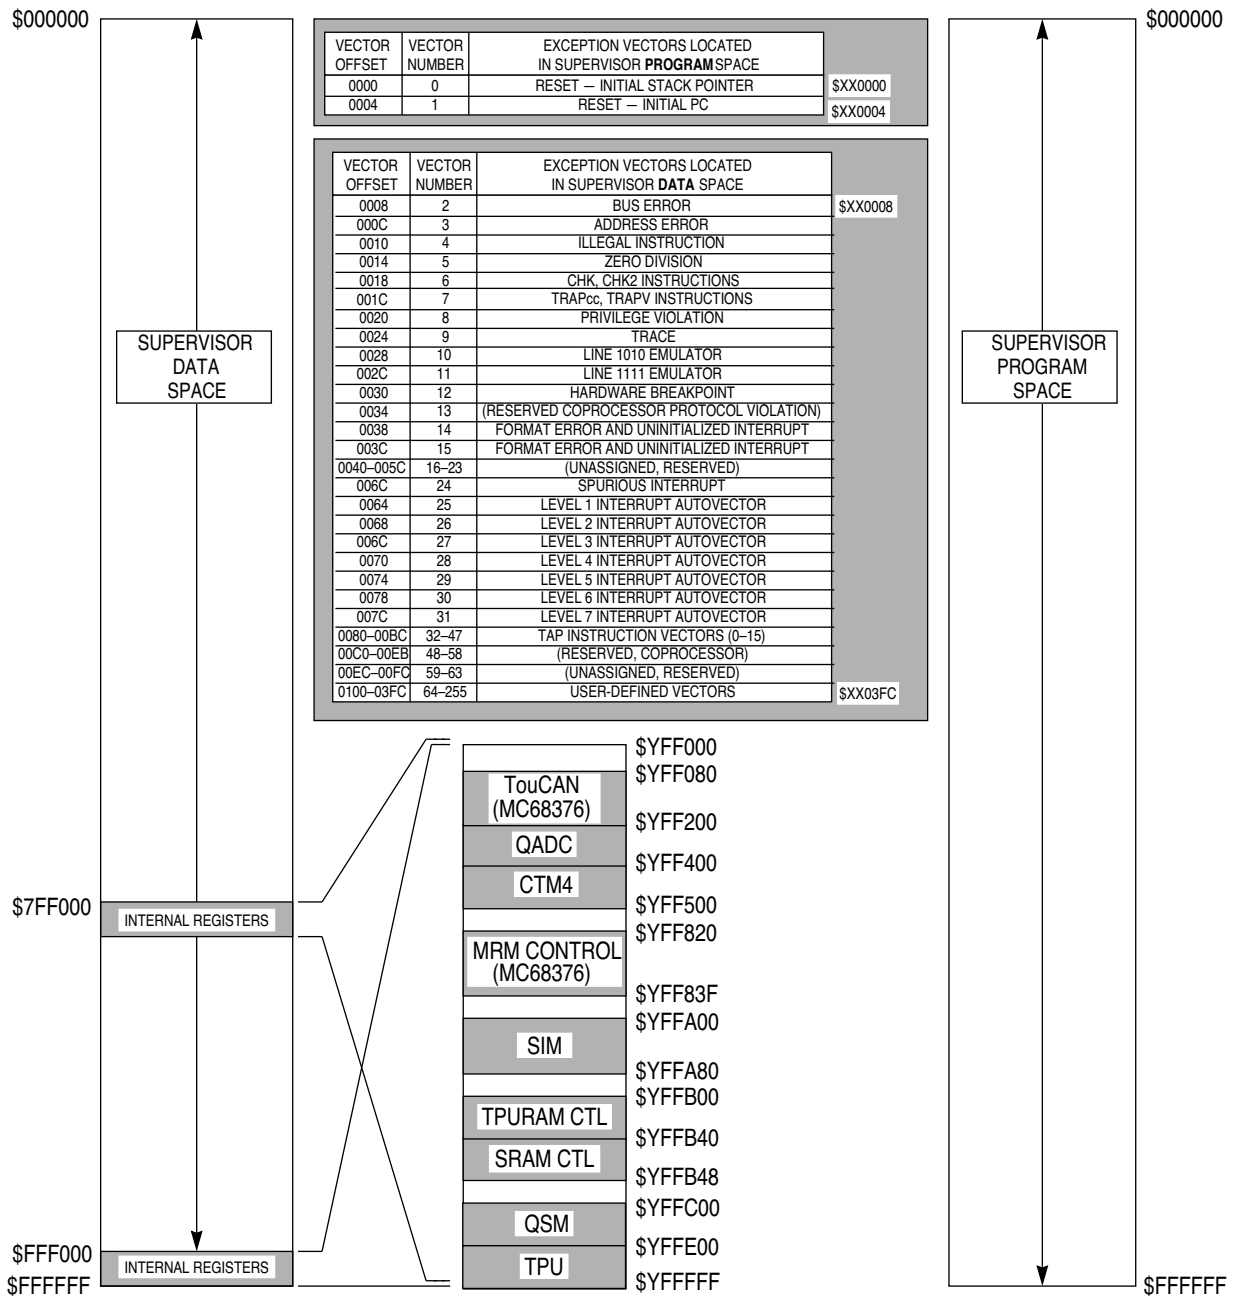 $000000
$000000
VECTOR OFFSET VECTOR NUMBER EXCEPTION VECTORS LOCATED IN SUPERVISOR PROGRAM SPACE
0000 0 RESET — INITIAL STACK POINTER $XX0000
0004 1 RESET — INITIAL PC $XX0004
VECTOR OFFSET VECTOR NUMBER EXCEPTION VECTORS LOCATED IN SUPERVISOR DATA SPACE
0008 2 BUS ERROR $XX0008
000C 3 ADDRESS ERROR
0010 4 ILLEGAL INSTRUCTION
0014 5 ZERO DIVISION
0018 6 CHK, CHK2 INSTRUCTIONS
001C 7 TRAPcc, TRAPV INSTRUCTIONS
0020 8 PRIVILEGE VIOLATION
0024 9 TRACE
0028 10 LINE 1010 EMULATOR
002C 11 LINE 1111 EMULATOR
0030 12 HARDWARE BREAKPOINT
0034 13 (RESERVED COPROCESSOR PROTOCOL VIOLATION)
0038 14 FORMAT ERROR AND UNINITIALIZED INTERRUPT
003C 15 FORMAT ERROR AND UNINITIALIZED INTERRUPT
0040–005C 16–23 (UNASSIGNED, RESERVED)
006C 24 SPURIOUS INTERRUPT
0064 25 LEVEL 1 INTERRUPT AUTOVECTOR
0068 26 LEVEL 2 INTERRUPT AUTOVECTOR
006C 27 LEVEL 3 INTERRUPT AUTOVECTOR
0070 28 LEVEL 4 INTERRUPT AUTOVECTOR
0074 29 LEVEL 5 INTERRUPT AUTOVECTOR
0078 30 LEVEL 6 INTERRUPT AUTOVECTOR
007C 31 LEVEL 7 INTERRUPT AUTOVECTOR
0080–00BC 32–47 TAP INSTRUCTION VECTORS (0–15)
00C0–00EB 48–58 (RESERVED, COPROCESSOR)
00EC–00FC 59–63 (UNASSIGNED, RESERVED)
0100–03FC 64–255 USER-DEFINED VECTORS $XX03FC
SUPERVISOR
DATA
SPACE
SUPERVISOR
PROGRAM
SPACE
$7FF000
INTERNAL REGISTERS
$FFF000
INTERNAL REGISTERS
$FFFFFF
$YFF000
$YFF080
TouCAN
(MC68376)
$YFF200
QADC
$YFF400
CTM4
$YFF500
$YFF820
MRM CONTROL
(MC68376)
$YFF83F
$YFFA00
SIM
$YFFA80
$YFFB00
TPURAM CTL
$YFFB40
SRAM CTL
$YFFB48
$YFFC00
QSM
$YFFE00
TPU
$YFFFFF
$FFFFFF